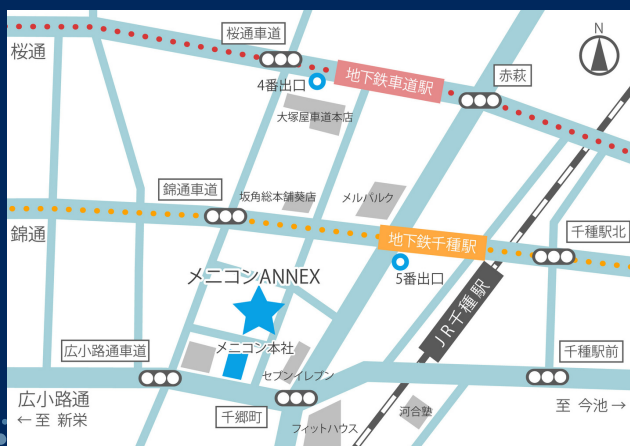 桜通車道
N
桜通
地下鉄車道駅
赤萩
4番出口
大塚屋車道本店
錦通車道
坂角総本舗葵店
メルパルク
錦通
地下鉄千種駅
千種駅北
5番出口
メニコンANNEX
JR千種駅
メニコン本社
広小路通車道
セブンイレブン
千種駅前
広小路通
←至 新栄
千郷町
河合塾
至 今池→
フィットハウス